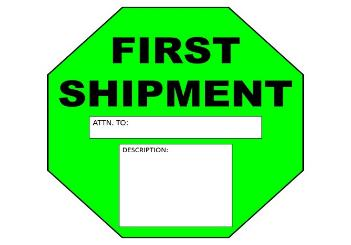 FIRST
SHIPMENT
ATTN. TO:
DESCRIPTION: